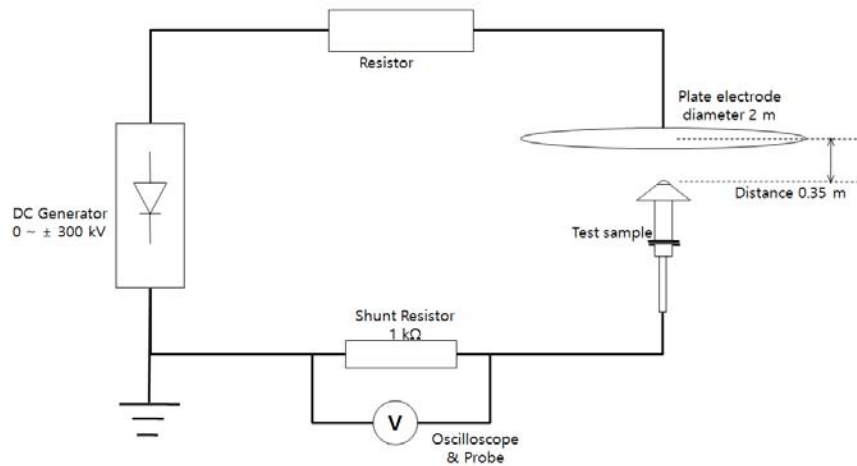 Resistor
Plate electrode
diameter 2 m
Distance 0.35 m
DC Generator
0 ~ ± 300 kV
Test sample
Shunt Resistor
1 kΩ
V
Oscilloscope
& Probe